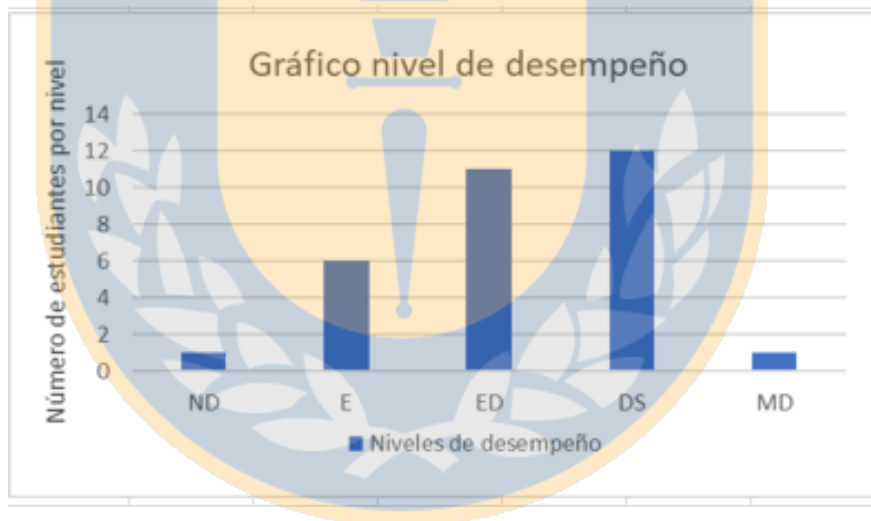 Gráfico nivel de desempeño
Número de estudiantes por nivel
14
12
10
8
6
4
2
0
ND E ED DS MD
Niveles de desempeño